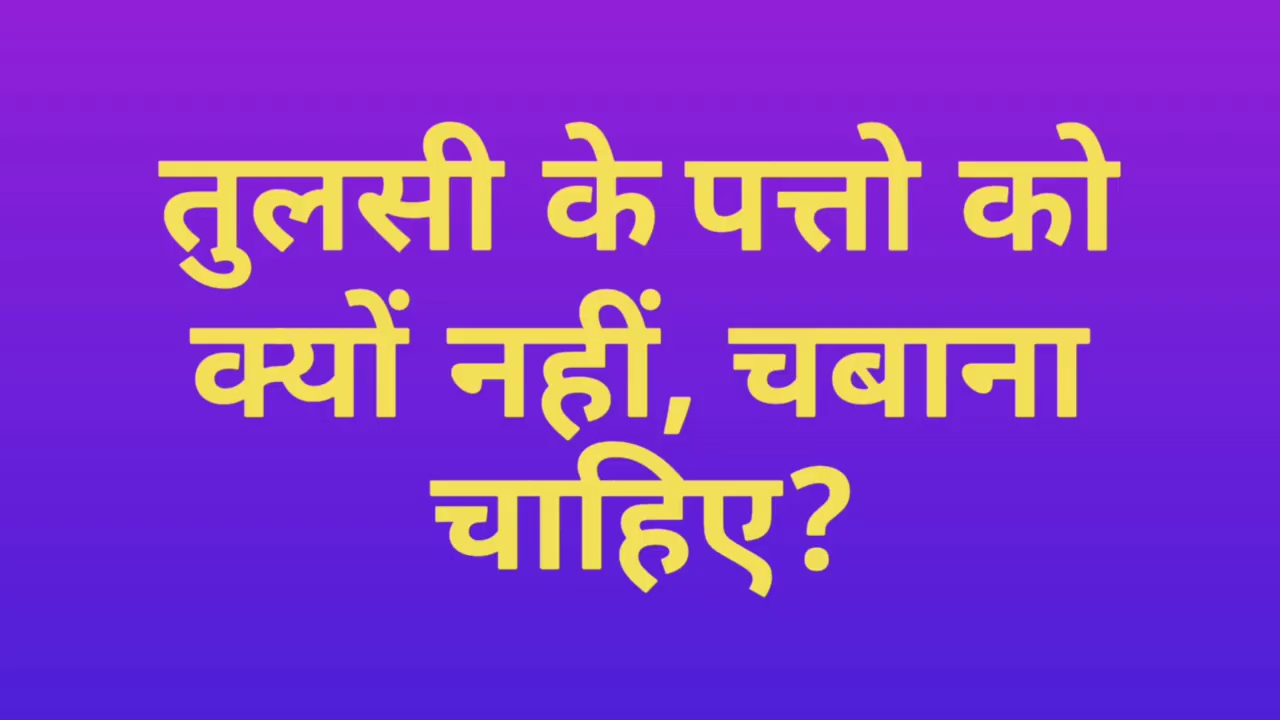 तुलसी के पत्तो को
क्यों नहीं, चबाना
चाहिए?